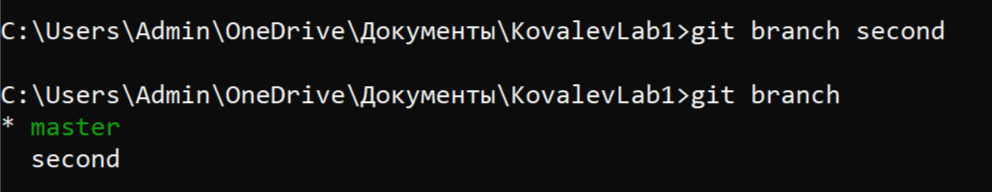 C:\Users\Admin\OneDrive\Документы\KovalevLab1>git branch second
C:\Users\Admin\OneDrive\Документы\KovalevLab1>git branch
* master
  second